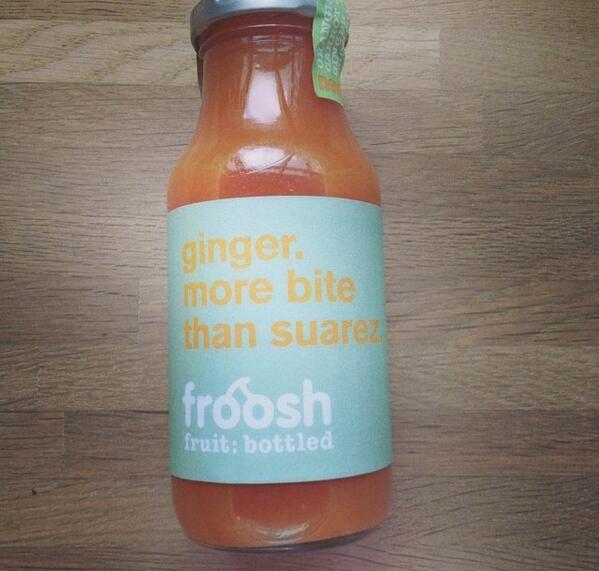 ginger.
more bite
than suarez.
froosh
fruit: bottled